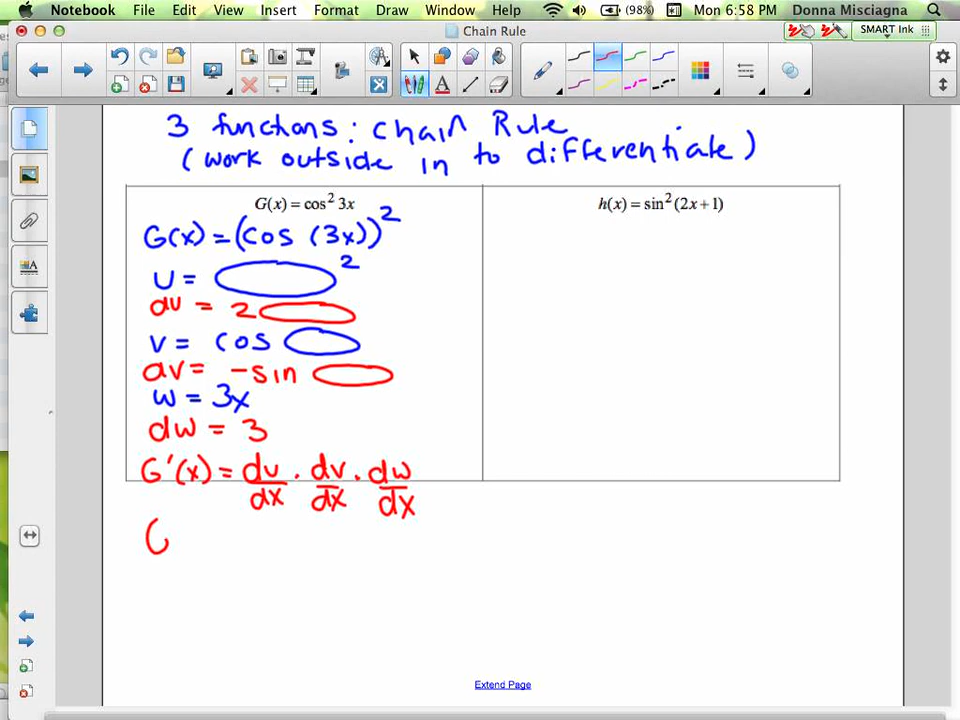 Notebook File Edit View Insert Format Draw Window Help (98%) Mon 6:58 PM Donna Misciagna
Chain Rule
SMART Ink
3 functions: Chain Rule
(work outside in to differentiate)
G(x) = cos² 3x
G(x) = (cos (3x))²
u = ²
du = 2
v = cos
dv = -sin
w = 3x
dw = 3
G'(x) = du/dx · dv/dx · dw/dx
h(x) = sin² (2x + 1)
Extend Page